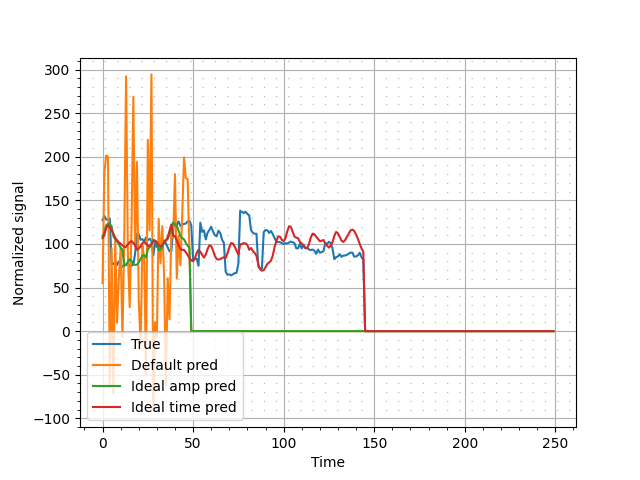 300
250
200
150
100
50
0
−50
−100
Normalized signal
True
Default pred
Ideal amp pred
Ideal time pred
0 50 100 150 200 250
Time